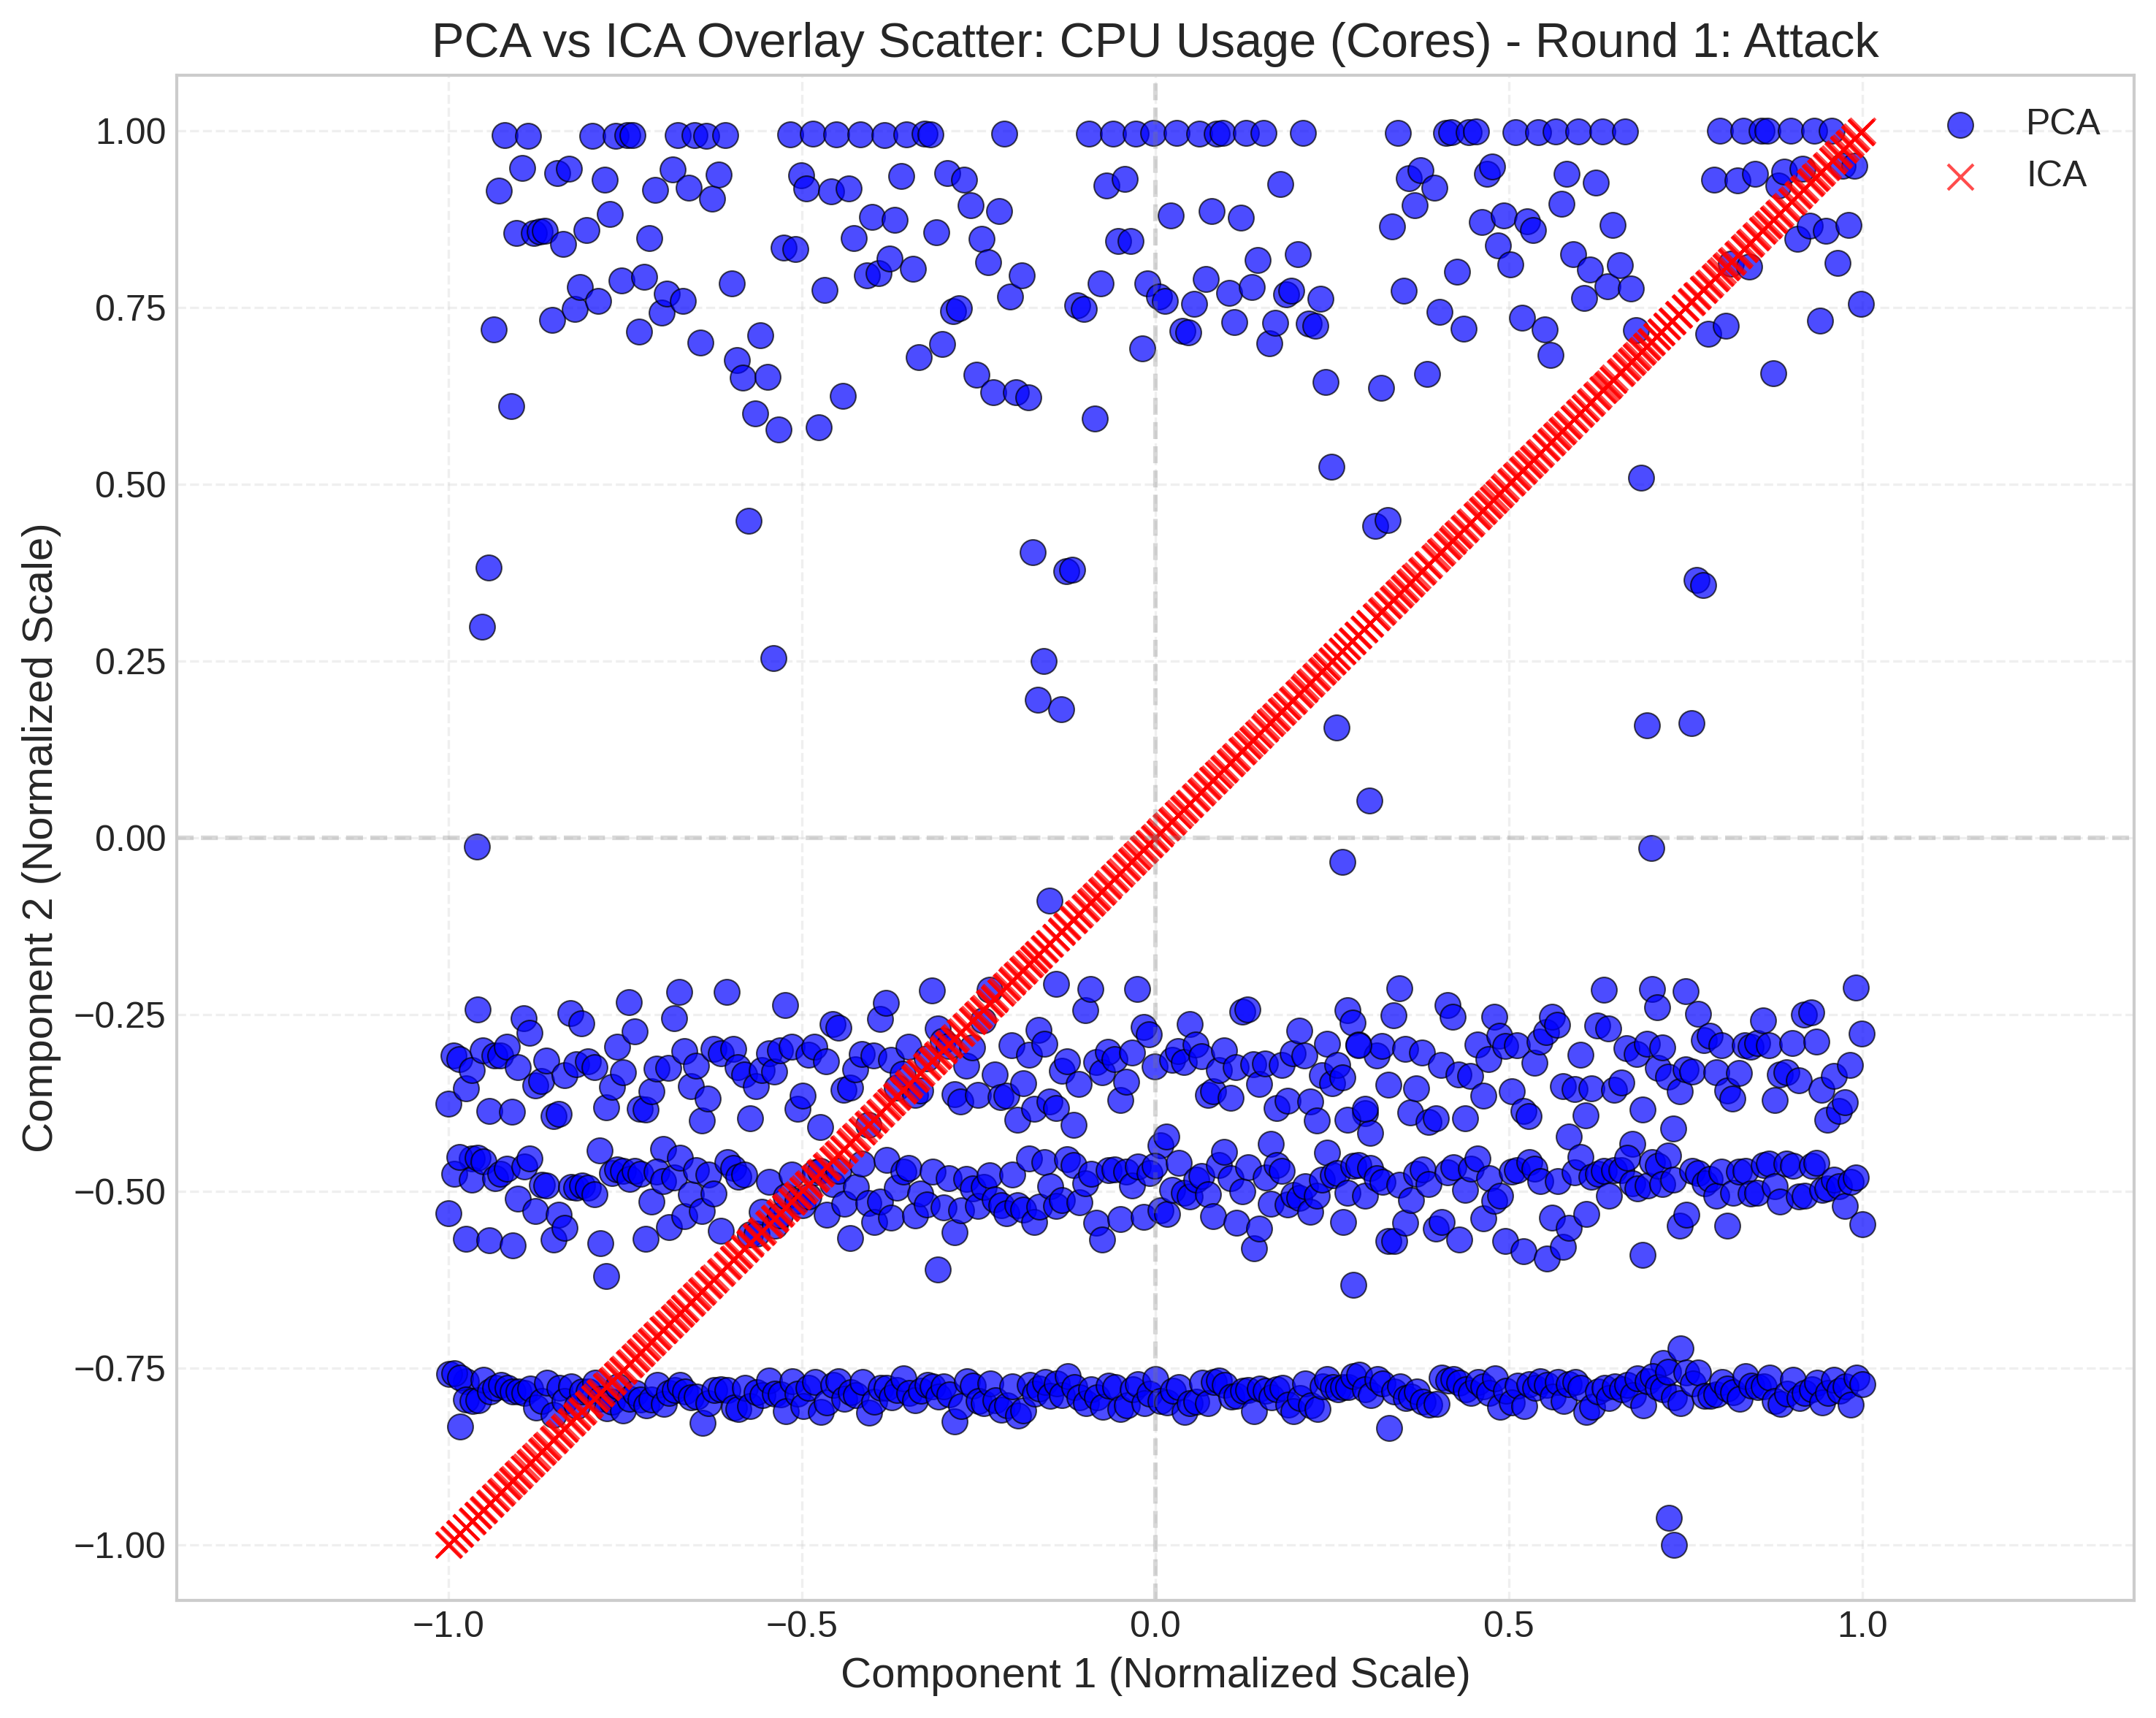 PCA vs ICA Overlay Scatter: CPU Usage (Cores) - Round 1: Attack
PCA
ICA
Component 2 (Normalized Scale)
1.00
0.75
0.50
0.25
0.00
−0.25
−0.50
−0.75
−1.00
−1.0
−0.5
0.0
0.5
1.0
Component 1 (Normalized Scale)